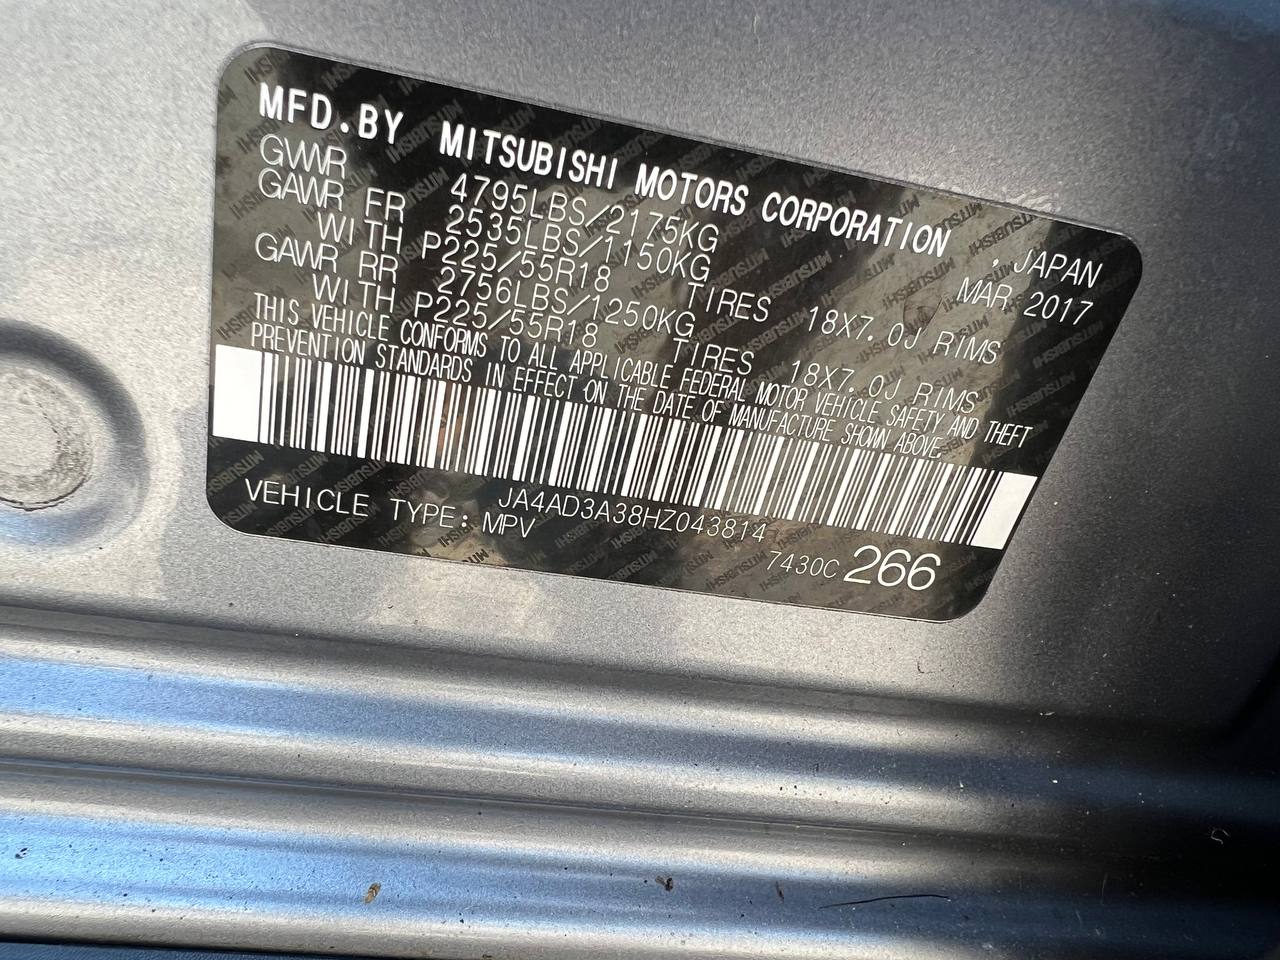 MFD.BY MITSUBISHI MOTORS CORPORATION , JAPAN
GVWR 4795LBS/2175KG MAR. 2017
GAWR FR 2535LBS/1150KG
WITH P225/55R18 TIRES 18X7.0J RIMS
GAWR RR 2756LBS/1250KG
WITH P225/55R18 TIRES 18X7.0J RIMS
THIS VEHICLE CONFORMS TO ALL APPLICABLE FEDERAL MOTOR VEHICLE SAFETY AND THEFT
PREVENTION STANDARDS IN EFFECT ON THE DATE OF MANUFACTURE SHOWN ABOVE.
JA4AD3A38HZ043814
VEHICLE TYPE: MPV 7430C 266